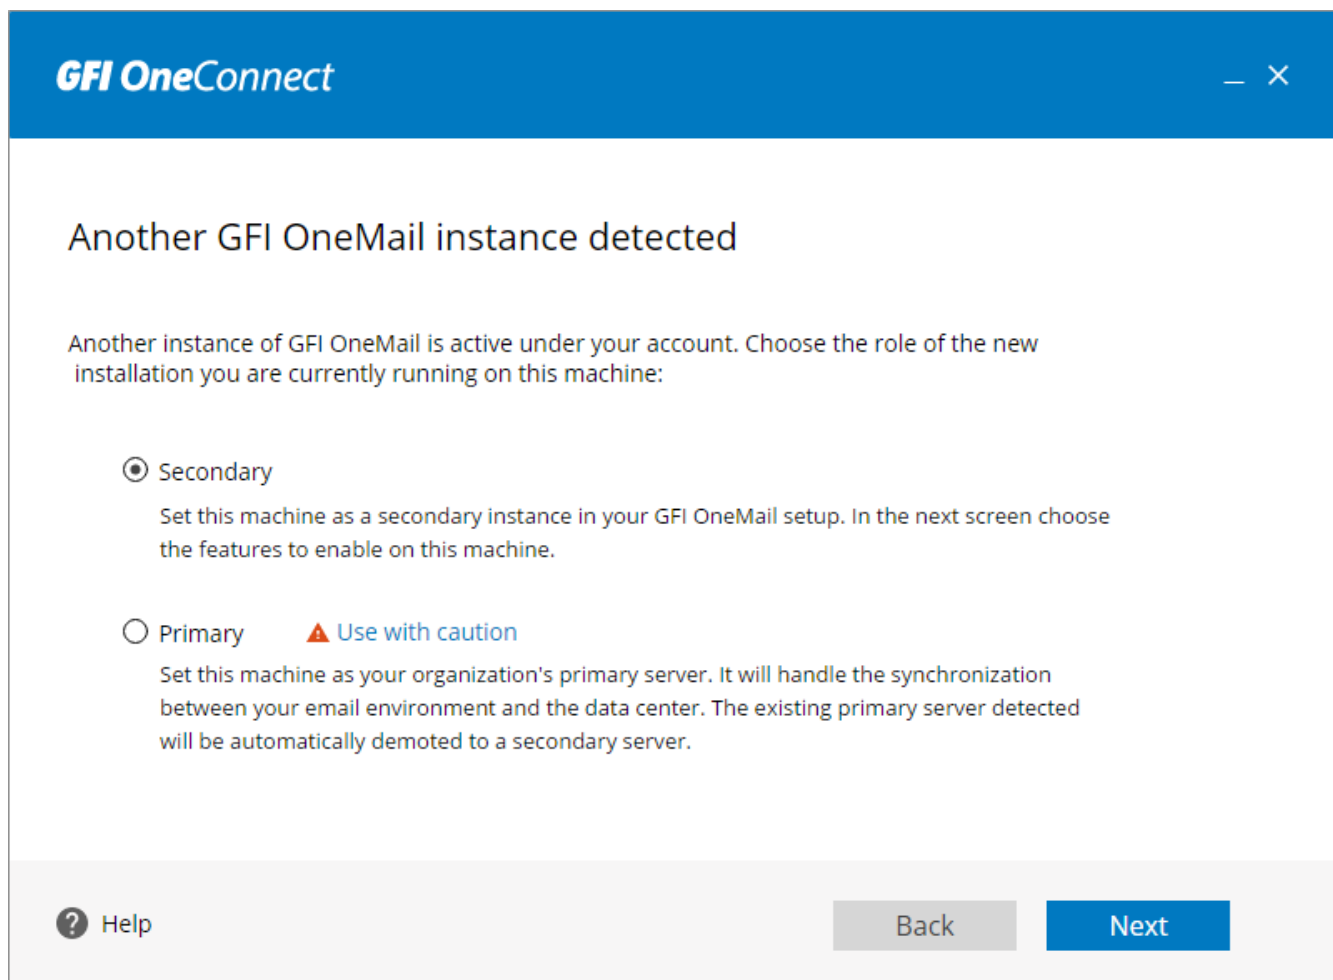 GFI OneConnect
Another GFI OneMail instance detected
Another instance of GFI OneMail is active under your account. Choose the role of the new
installation you are currently running on this machine:
Secondary
Set this machine as a secondary instance in your GFI OneMail setup. In the next screen choose
the features to enable on this machine.
Primary Use with caution
Set this machine as your organization's primary server. It will handle the synchronization
between your email environment and the data center. The existing primary server detected
will be automatically demoted to a secondary server.
? Help Back Next